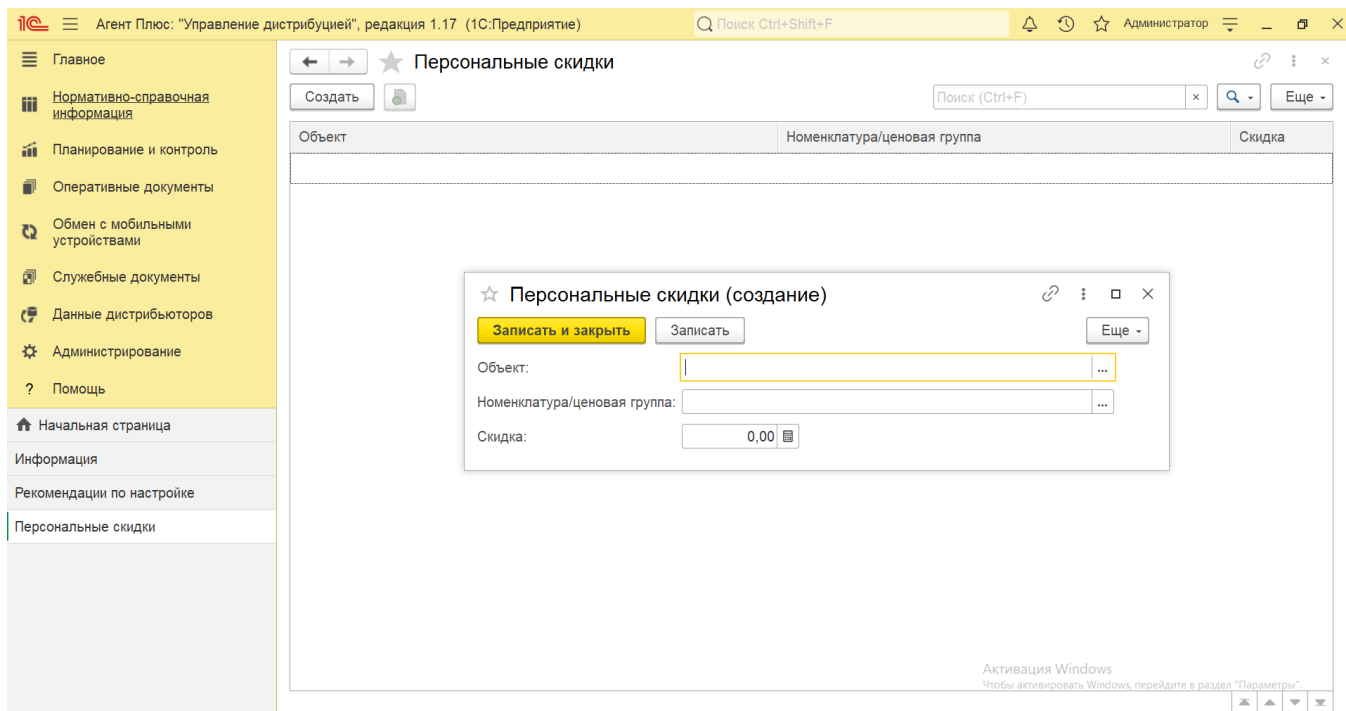 Агент Плюс: "Управление дистрибуцией", редакция 1.17 (1С:Предприятие)
Поиск Ctrl+Shift+F
Администратор
Главное
Нормативно-справочная
информация
Планирование и контроль
Оперативные документы
Обмен с мобильными
устройствами
Служебные документы
Данные дистрибьюторов
Администрирование
? Помощь
Начальная страница
Информация
Рекомендации по настройке
Персональные скидки
Персональные скидки
Создать
Поиск (Ctrl+F)
Еще
Объект
Номенклатура/ценовая группа
Скидка
Персональные скидки (создание)
Записать и закрыть
Записать
Еще
Объект:
...
Номенклатура/ценовая группа:
...
Скидка:
0,00
Активация Windows
Чтобы активировать Windows, перейдите в раздел "Параметры".